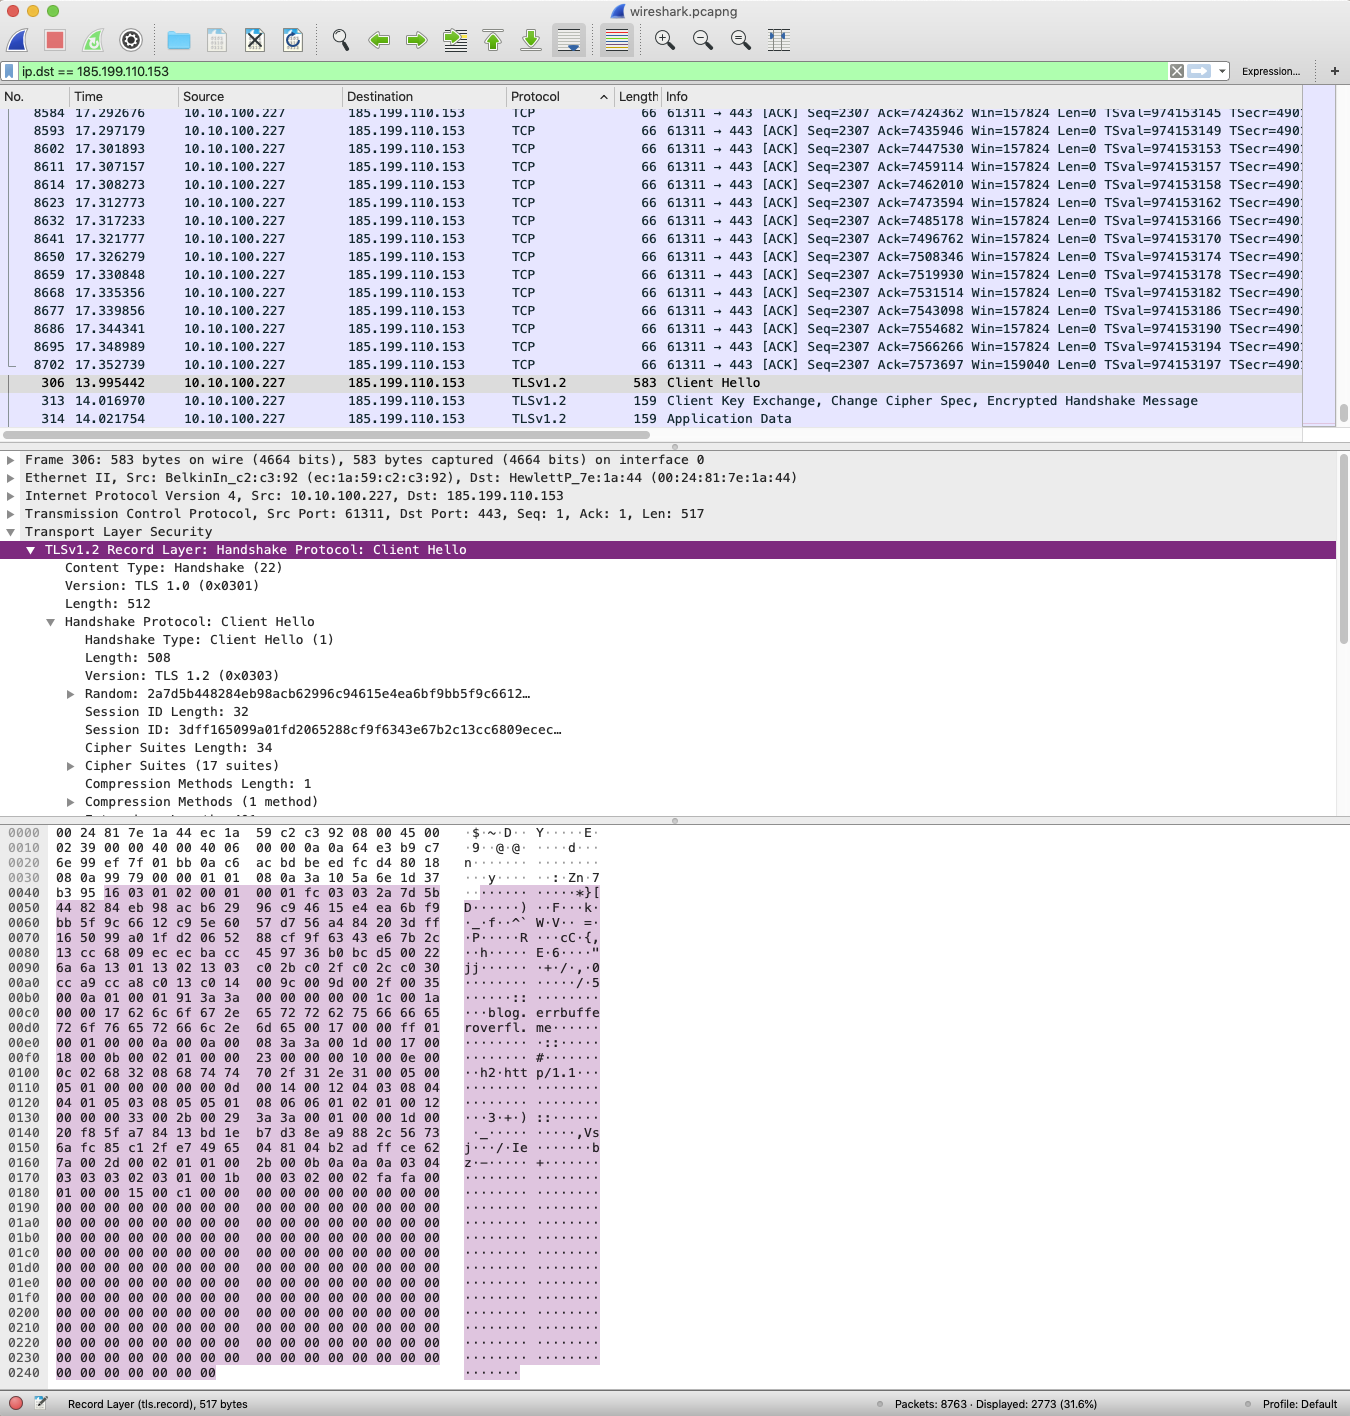 wireshark.pcapng
ip.dst == 185.199.110.153
Expression...
+
No. Time Source Destination Protocol Length Info
8584 17.292676 10.10.100.227 185.199.110.153 TCP 66 61311 → 443 [ACK] Seq=2307 Ack=7424362 Win=157824 Len=0 TSval=974153145 TSecr=490
8593 17.297179 10.10.100.227 185.199.110.153 TCP 66 61311 → 443 [ACK] Seq=2307 Ack=7435946 Win=157824 Len=0 TSval=974153149 TSecr=490
8602 17.301893 10.10.100.227 185.199.110.153 TCP 66 61311 → 443 [ACK] Seq=2307 Ack=7447530 Win=157824 Len=0 TSval=974153153 TSecr=490
8611 17.307157 10.10.100.227 185.199.110.153 TCP 66 61311 → 443 [ACK] Seq=2307 Ack=7459114 Win=157824 Len=0 TSval=974153157 TSecr=490
8614 17.308273 10.10.100.227 185.199.110.153 TCP 66 61311 → 443 [ACK] Seq=2307 Ack=7462010 Win=157824 Len=0 TSval=974153158 TSecr=490
8623 17.312773 10.10.100.227 185.199.110.153 TCP 66 61311 → 443 [ACK] Seq=2307 Ack=7473594 Win=157824 Len=0 TSval=974153162 TSecr=490
8632 17.317233 10.10.100.227 185.199.110.153 TCP 66 61311 → 443 [ACK] Seq=2307 Ack=7485178 Win=157824 Len=0 TSval=974153166 TSecr=490
8641 17.321777 10.10.100.227 185.199.110.153 TCP 66 61311 → 443 [ACK] Seq=2307 Ack=7496762 Win=157824 Len=0 TSval=974153170 TSecr=490
8650 17.326279 10.10.100.227 185.199.110.153 TCP 66 61311 → 443 [ACK] Seq=2307 Ack=7508346 Win=157824 Len=0 TSval=974153174 TSecr=490
8659 17.330848 10.10.100.227 185.199.110.153 TCP 66 61311 → 443 [ACK] Seq=2307 Ack=7519930 Win=157824 Len=0 TSval=974153178 TSecr=490
8668 17.335356 10.10.100.227 185.199.110.153 TCP 66 61311 → 443 [ACK] Seq=2307 Ack=7531514 Win=157824 Len=0 TSval=974153182 TSecr=490
8677 17.339856 10.10.100.227 185.199.110.153 TCP 66 61311 → 443 [ACK] Seq=2307 Ack=7543098 Win=157824 Len=0 TSval=974153186 TSecr=490
8686 17.344341 10.10.100.227 185.199.110.153 TCP 66 61311 → 443 [ACK] Seq=2307 Ack=7554682 Win=157824 Len=0 TSval=974153190 TSecr=490
8695 17.348989 10.10.100.227 185.199.110.153 TCP 66 61311 → 443 [ACK] Seq=2307 Ack=7566266 Win=157824 Len=0 TSval=974153194 TSecr=490
8702 17.352739 10.10.100.227 185.199.110.153 TCP 66 61311 → 443 [ACK] Seq=2307 Ack=7573697 Win=159040 Len=0 TSval=974153197 TSecr=490
306 13.995442 10.10.100.227 185.199.110.153 TLSv1.2 583 Client Hello
313 14.016970 10.10.100.227 185.199.110.153 TLSv1.2 159 Client Key Exchange, Change Cipher Spec, Encrypted Handshake Message
314 14.021754 10.10.100.227 185.199.110.153 TLSv1.2 159 Application Data
Frame 306: 583 bytes on wire (4664 bits), 583 bytes captured (4664 bits) on interface 0
Ethernet II, Src: BelkinIn_c2:c3:92 (ec:1a:59:c2:c3:92), Dst: HewlettP_7e:1a:44 (00:24:81:7e:1a:44)
Internet Protocol Version 4, Src: 10.10.100.227, Dst: 185.199.110.153
Transmission Control Protocol, Src Port: 61311, Dst Port: 443, Seq: 1, Ack: 1, Len: 517
Transport Layer Security
TLSv1.2 Record Layer: Handshake Protocol: Client Hello
Content Type: Handshake (22)
Version: TLS 1.0 (0x0301)
Length: 512
Handshake Protocol: Client Hello
Handshake Type: Client Hello (1)
Length: 508
Version: TLS 1.2 (0x0303)
Random: 2a7d5b448284eb98acb62996c94615e4ea6bf9bb5f9c6612…
Session ID Length: 32
Session ID: 3dff165099a01fd2065288cf9f6343e67b2c13cc6809ecec…
Cipher Suites Length: 34
Cipher Suites (17 suites)
Compression Methods Length: 1
Compression Methods (1 method)
0000 00 24 81 7e 1a 44 ec 1a 59 c2 c3 92 08 00 45 00 ·$·~·D·· Y·····E·
0010 02 39 00 00 40 00 40 06 00 00 0a 0a 64 e3 b9 c7 ·9··@·@· ····d···
0020 6e 99 ef 7f 01 bb 0a c6 ac bd be ed fc d4 80 18 n······· ········
0030 08 0a 99 79 00 00 01 01 08 0a 3a 10 5a 6e 1d 37 ···y···· ··:·Zn·7
0040 b3 95 16 03 01 02 00 01 00 01 fc 03 03 2a 7d 5b ········ ·····*}[
0050 44 82 84 eb 98 ac b6 29 96 c9 46 15 e4 ea 6b f9 D······) ··F···k·
0060 bb 5f 9c 66 12 c9 5e 60 57 d7 56 a4 84 20 3d ff ·_·f··^` W·V·· =·
0070 16 50 99 a0 1f d2 06 52 88 cf 9f 63 43 e6 7b 2c ·P·····R ···cC·{,
0080 13 cc 68 09 ec ec ba cc 45 97 36 b0 bc d5 00 22 ··h····· E·6····"
0090 6a 6a 13 01 13 02 13 03 c0 2b c0 2f c0 2c c0 30 jj······ ·+·/·,·0
00a0 cc a9 cc a8 c0 13 c0 14 00 9c 00 9d 00 2f 00 35 ········ ·····/·5
00b0 00 0a 01 00 01 91 3a 3a 00 00 00 00 00 1c 00 1a ······:: ········
00c0 00 00 17 62 6c 6f 67 2e 65 72 72 62 75 66 66 65 ···blog. errbuffe
00d0 72 6f 76 65 72 66 6c 2e 6d 65 00 17 00 00 ff 01 roverfl. me······
00e0 00 01 00 00 0a 00 0a 00 08 3a 3a 00 1d 00 17 00 ········ ·::·····
00f0 18 00 0b 00 02 01 00 00 23 00 00 00 10 00 0e 00 ········ #·······
0100 0c 02 68 32 08 68 74 74 70 2f 31 2e 31 00 05 00 ··h2·htt p/1.1···
0110 05 01 00 00 00 00 00 0d 00 14 00 12 04 03 08 04 ········ ········
0120 04 01 05 03 08 05 05 01 08 06 06 01 02 01 00 12 ········ ········
0130 00 00 00 33 00 2b 00 29 3a 3a 00 01 00 00 1d 00 ···3·+·) ::······
0140 20 f8 5f a7 84 13 bd 1e b7 d3 8e a9 88 2c 56 73 ·_····· ·····,Vs
0150 6a fc 85 c1 2f e7 49 65 04 81 04 b2 ad ff ce 62 j···/·Ie ·······b
0160 7a 00 2d 00 02 01 01 00 2b 00 0b 0a 0a 0a 03 04 z·-····· +·······
0170 03 03 03 02 03 01 00 1b 00 03 02 00 02 fa fa 00 ········ ········
0180 01 00 00 15 00 c1 00 00 00 00 00 00 00 00 00 00 ········ ········
0190 00 00 00 00 00 00 00 00 00 00 00 00 00 00 00 00 ········ ········
01a0 00 00 00 00 00 00 00 00 00 00 00 00 00 00 00 00 ········ ········
01b0 00 00 00 00 00 00 00 00 00 00 00 00 00 00 00 00 ········ ········
01c0 00 00 00 00 00 00 00 00 00 00 00 00 00 00 00 00 ········ ········
01d0 00 00 00 00 00 00 00 00 00 00 00 00 00 00 00 00 ········ ········
01e0 00 00 00 00 00 00 00 00 00 00 00 00 00 00 00 00 ········ ········
01f0 00 00 00 00 00 00 00 00 00 00 00 00 00 00 00 00 ········ ········
0200 00 00 00 00 00 00 00 00 00 00 00 00 00 00 00 00 ········ ········
0210 00 00 00 00 00 00 00 00 00 00 00 00 00 00 00 00 ········ ········
0220 00 00 00 00 00 00 00 00 00 00 00 00 00 00 00 00 ········ ········
0230 00 00 00 00 00 00 00 00 00 00 00 00 00 00 00 00 ········ ········
0240 00 00 00 00 00 00 00 ·······
Record Layer (tls.record), 517 bytes
Packets: 8763 · Displayed: 2773 (31.6%)
Profile: Default